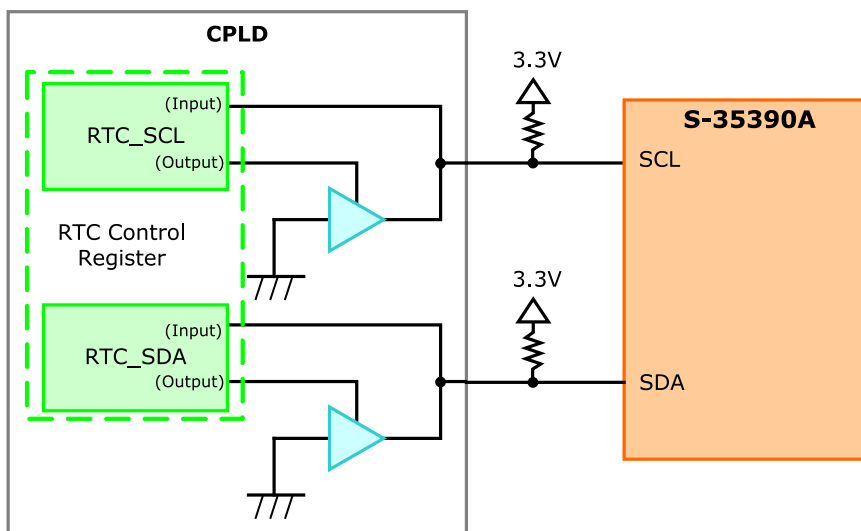 CPLD
(Input)
RTC_SCL
(Output)
RTC Control
Register
(Input)
RTC_SDA
(Output)
3.3V
3.3V
S-35390A
SCL
SDA